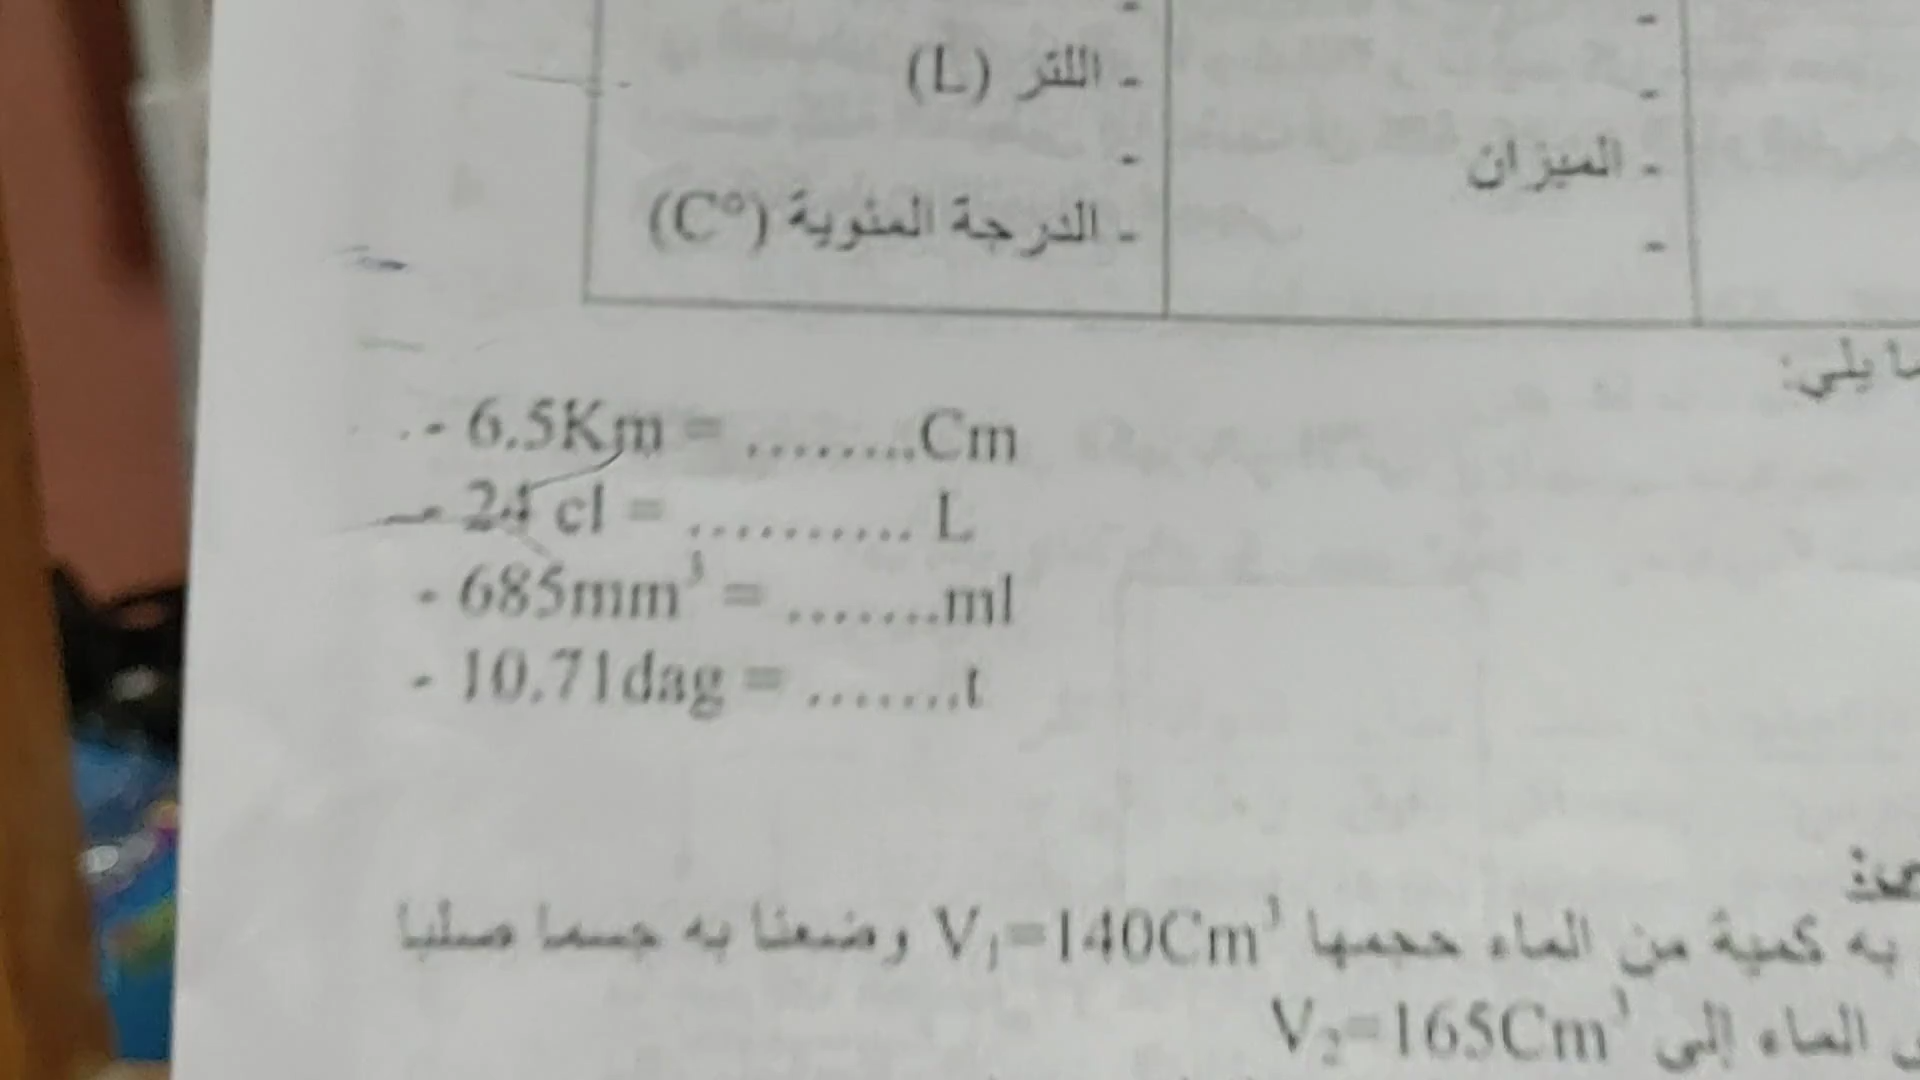 - اللتر (L)
-
- الدرجة المئوية (C°)
-
-
- الميزان
-
يلي:
- 6.5Km = ........Cm
- 24 cl = .......... L
- 685mm³ = .......ml
- 10.71dag = .......t
به كمية من الماء حجمها V₁=140Cm³ وضعنا به جسما صلبا
الماء إلى V₂=165Cm³